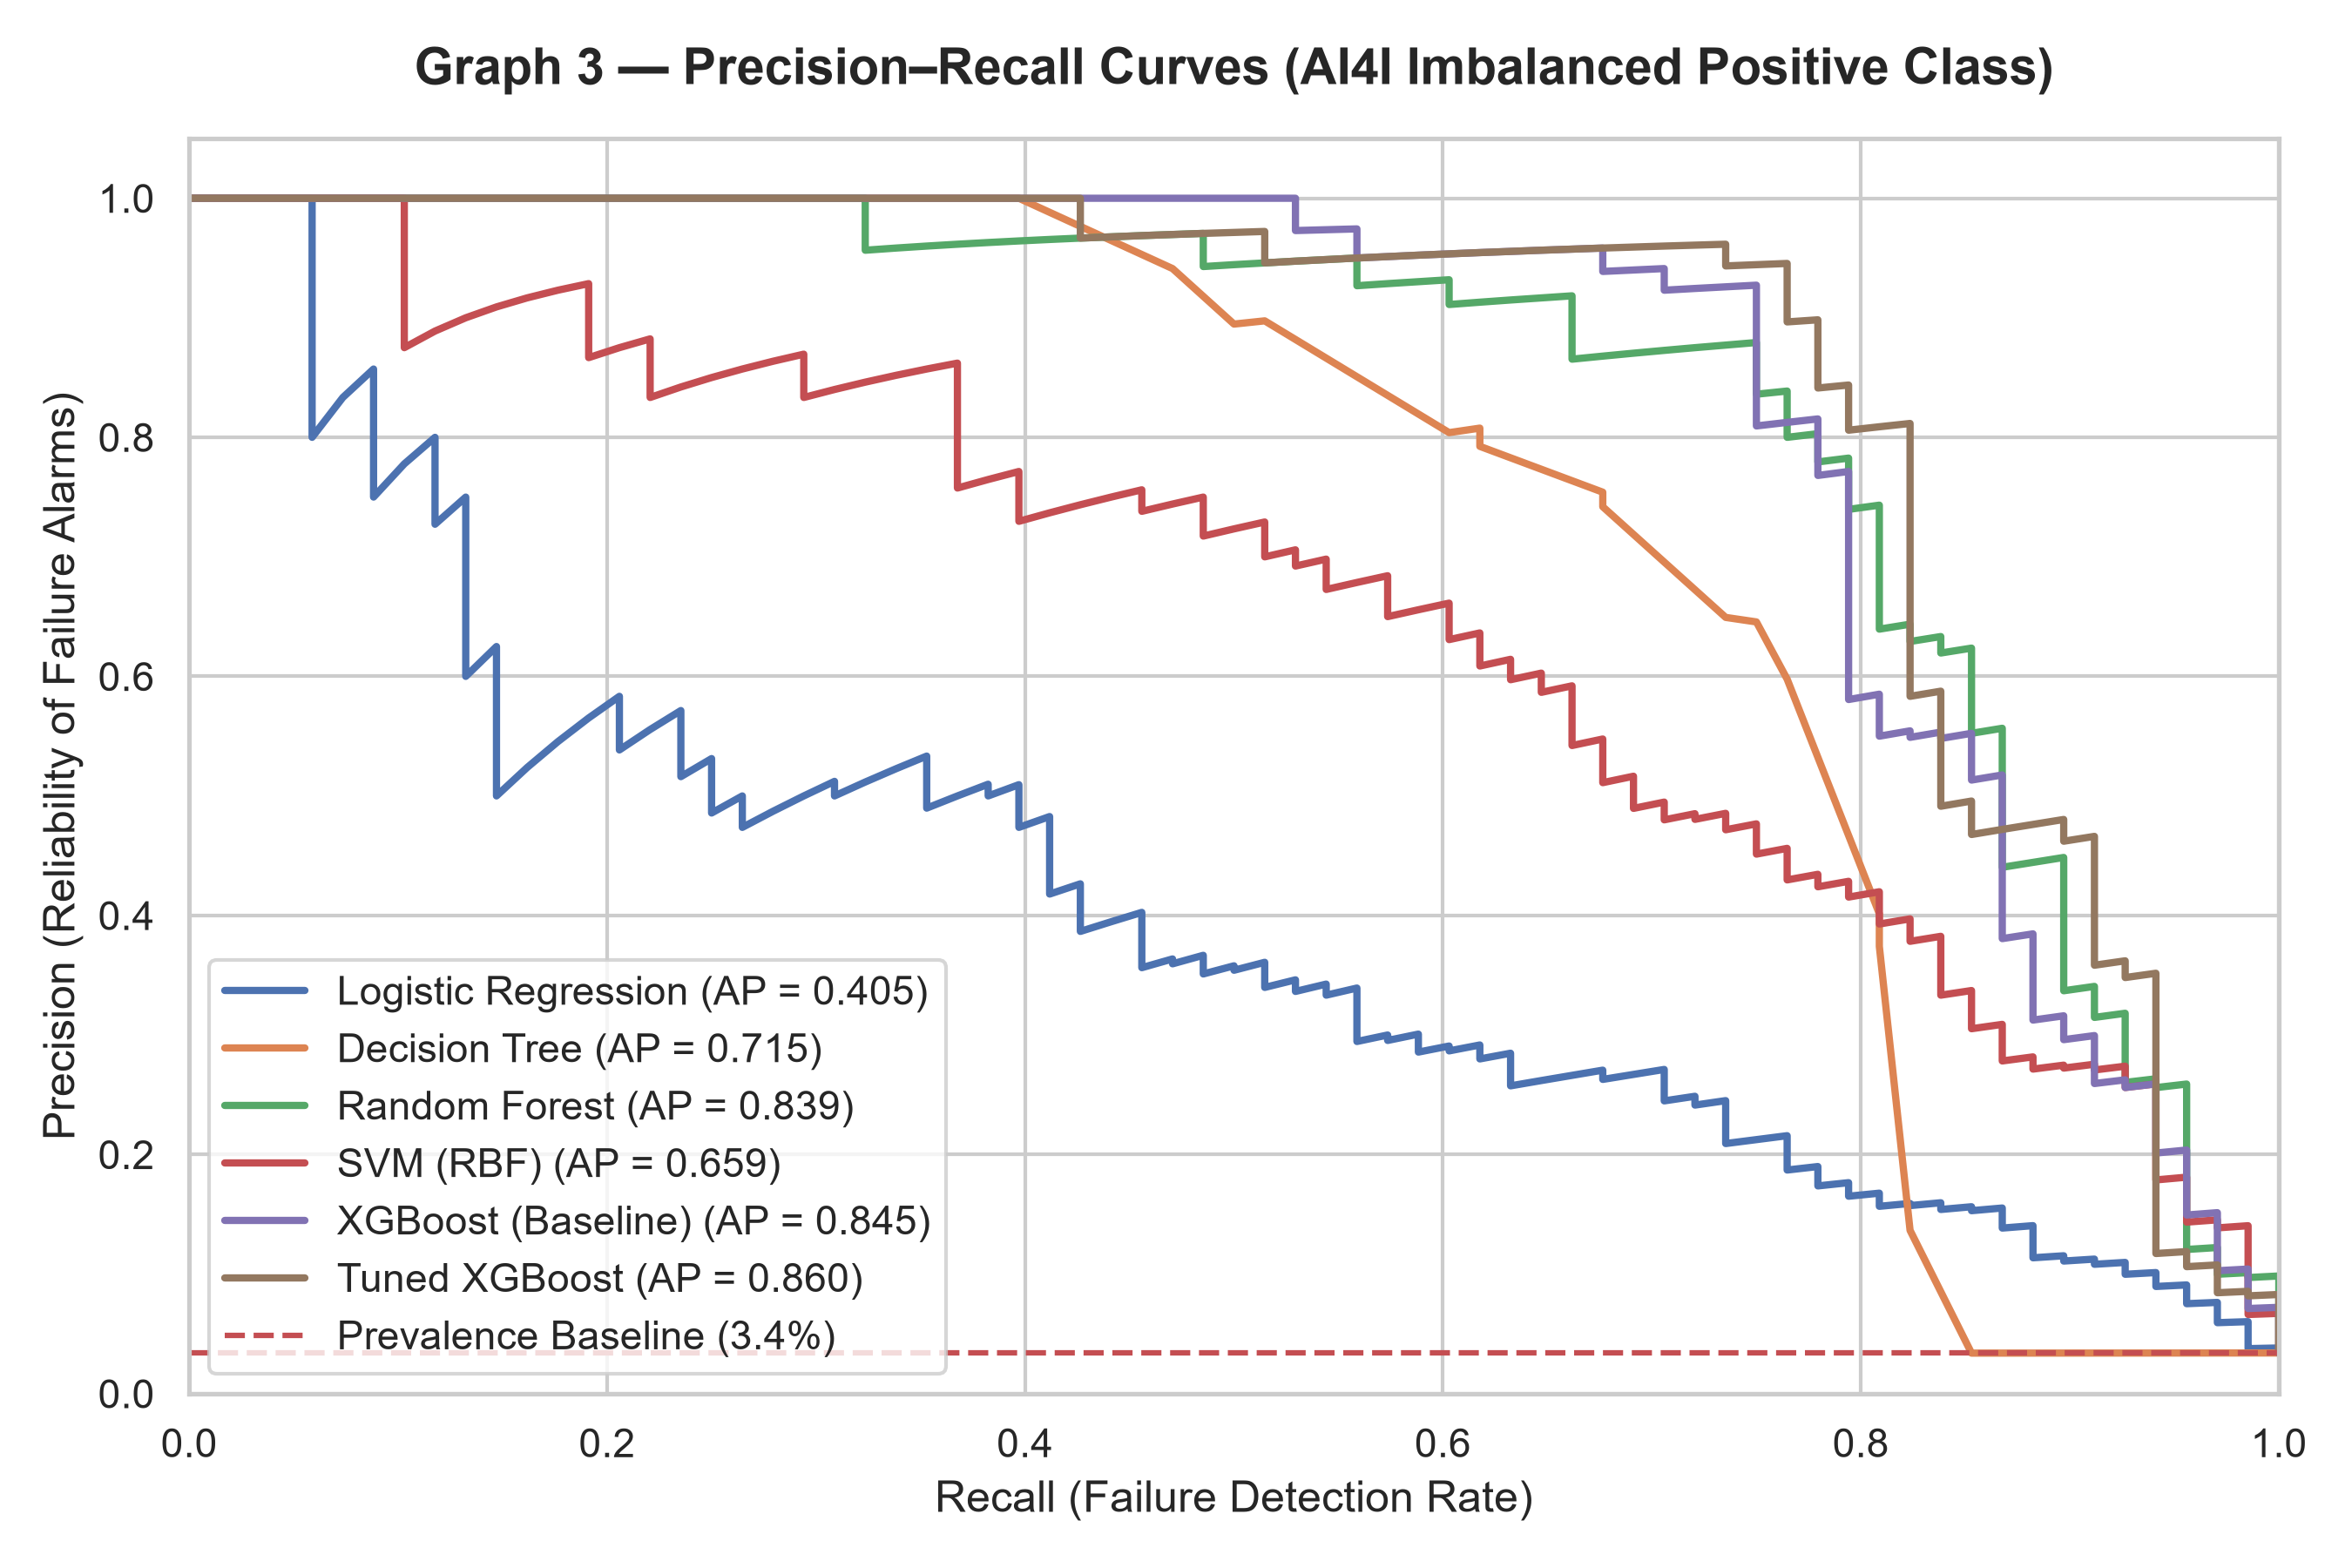 Graph 3 — Precision–Recall Curves (AI4I Imbalanced Positive Class)
Precision (Reliability of Failure Alarms)
1.0
0.8
0.6
0.4
0.2
0.0
Logistic Regression (AP = 0.405)
Decision Tree (AP = 0.715)
Random Forest (AP = 0.839)
SVM (RBF) (AP = 0.659)
XGBoost (Baseline) (AP = 0.845)
Tuned XGBoost (AP = 0.860)
Prevalence Baseline (3.4%)
0.0 0.2 0.4 0.6 0.8 1.0
Recall (Failure Detection Rate)